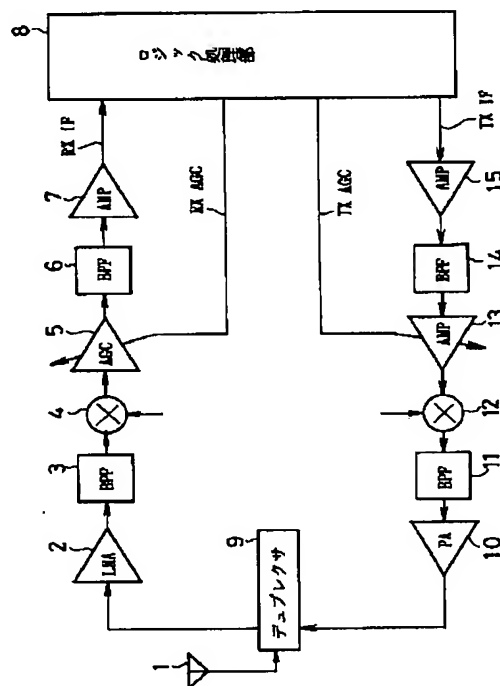 1
2
LNA
3
BPF
4
5
AGC
6
BPF
7
AMP
RX IF
8
ロジック処理部
RX AGC
TX AGC
TX IF
9
デュプレクサ
10
PA
11
BPF
12
13
AMP
14
BPF
15
AMP